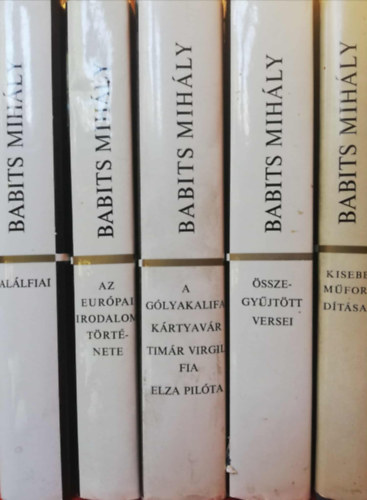 BABITS MIHÁLY
ALÁLFIAI
BABITS MIHÁLY
AZ
EURÓPAI
IRODALOM
TÖRTÉ-
NETE
BABITS MIHÁLY
A
GÓLYAKALIFA
KÁRTYAVÁR
TIMÁR VIRGIL
FIA
ELZA PILÓTA
BABITS MIHÁLY
ÖSSZE-
GYŰJTÖTT
VERSEI
BABITS MIHÁLY
KISEBB
MŰFOR
DÍTÁSA